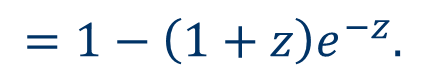 = 1 − (1 + z)e^{−z}.